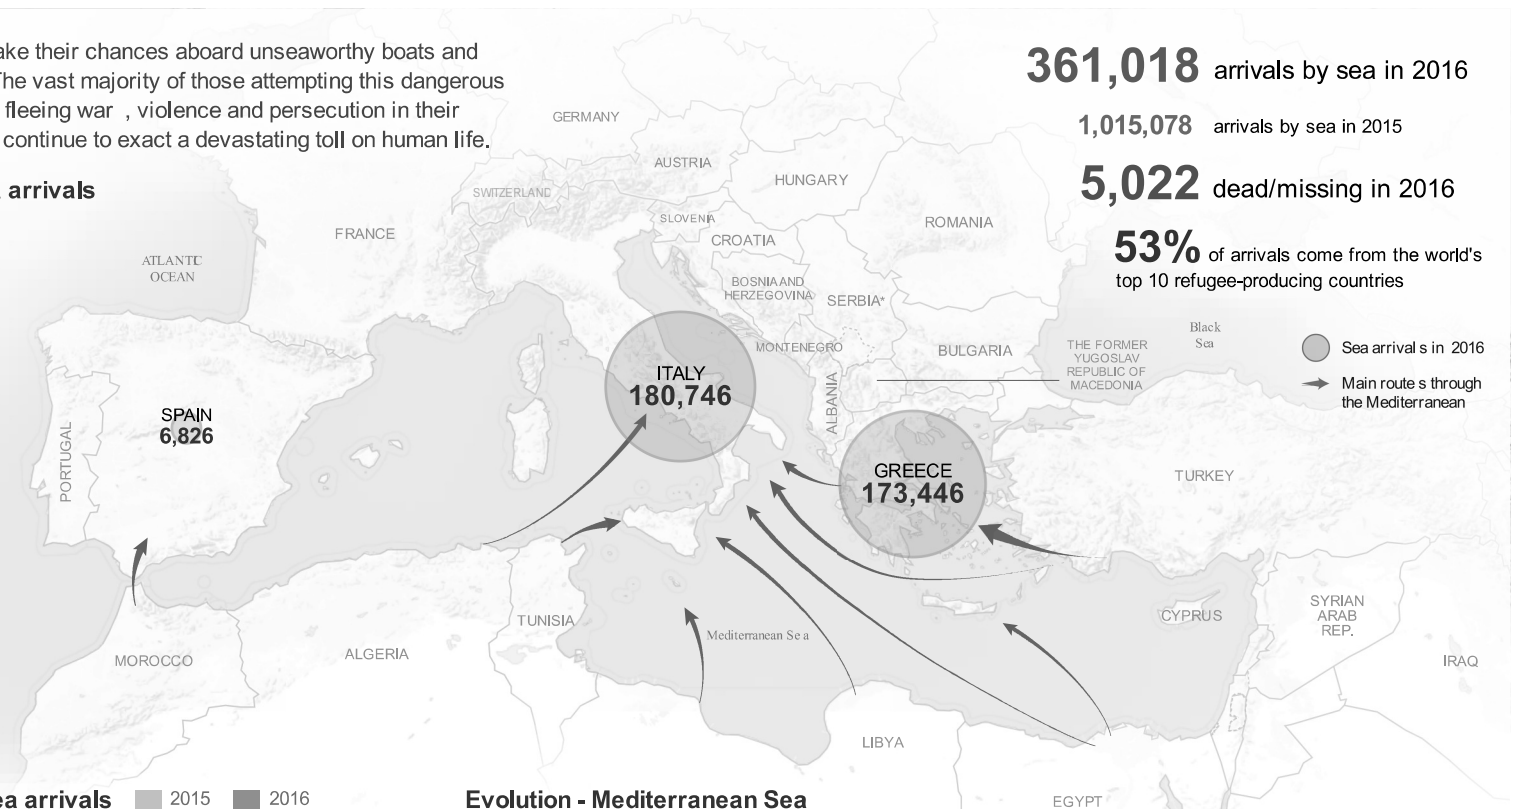 ake their chances aboard unseaworthy boats and
The vast majority of those attempting this dangerous
fleeing war , violence and persecution in their
continue to exact a devastating toll on human life.
arrivals
361,018 arrivals by sea in 2016
1,015,078 arrivals by sea in 2015
5,022 dead/missing in 2016
53% of arrivals come from the world's
top 10 refugee-producing countries
Sea arrival s in 2016
Main route s through
the Mediterranean
GERMANY
AUSTRIA
HUNGARY
SWITZERLAND
SLOVENIA
ROMANIA
FRANCE
CROATIA
ATLANTIC
OCEAN
BOSNIA AND
HERZEGOVINA
SERBIA*
Black
Sea
MONTENEGRO
BULGARIA
THE FORMER
YUGOSLAV
REPUBLIC OF
MACEDONIA
ITALY
180,746
ALBANIA
SPAIN
6,826
PORTUGAL
GREECE
173,446
TURKEY
CYPRUS
SYRIAN
ARAB
REP.
TUNISIA
Mediterranean Se a
MOROCCO
ALGERIA
IRAQ
LIBYA
EGYPT
ea arrivals 2015 2016
Evolution - Mediterranean Sea